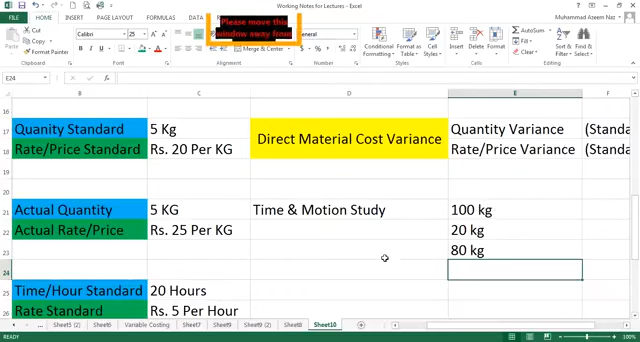 Working Notes for Lectures - Excel
Muhammad Azeem Naz
FILE HOME INSERT PAGE LAYOUT FORMULAS DATA
Please move this
window away from
Cut
Copy
Format Painter
Clipboard
Calibri 25
Font
Merge & Center
Alignment
General
Number
Conditional Formatting
Format as Table
Cell Styles
Styles
Insert Delete Format
Cells
AutoSum
Fill
Clear
Sort & Filter
Find & Select
Editing
E24
B C D E F
16
17 Quanity Standard 5 Kg Direct Material Cost Variance Quantity Variance (Standa
18 Rate/Price Standard Rs. 20 Per KG Rate/Price Variance (Standa
19
20
21 Actual Quantity 5 KG Time & Motion Study 100 kg
22 Actual Rate/Price Rs. 25 Per KG 20 kg
23 80 kg
24
25 Time/Hour Standard 20 Hours
26 Rate Standard Rs. 5 Per Hour
Sheet5 (2) Sheet6 Variable Costing Sheet7 Sheet9 Sheet9 (2) Sheet8 Sheet10
READY 100%